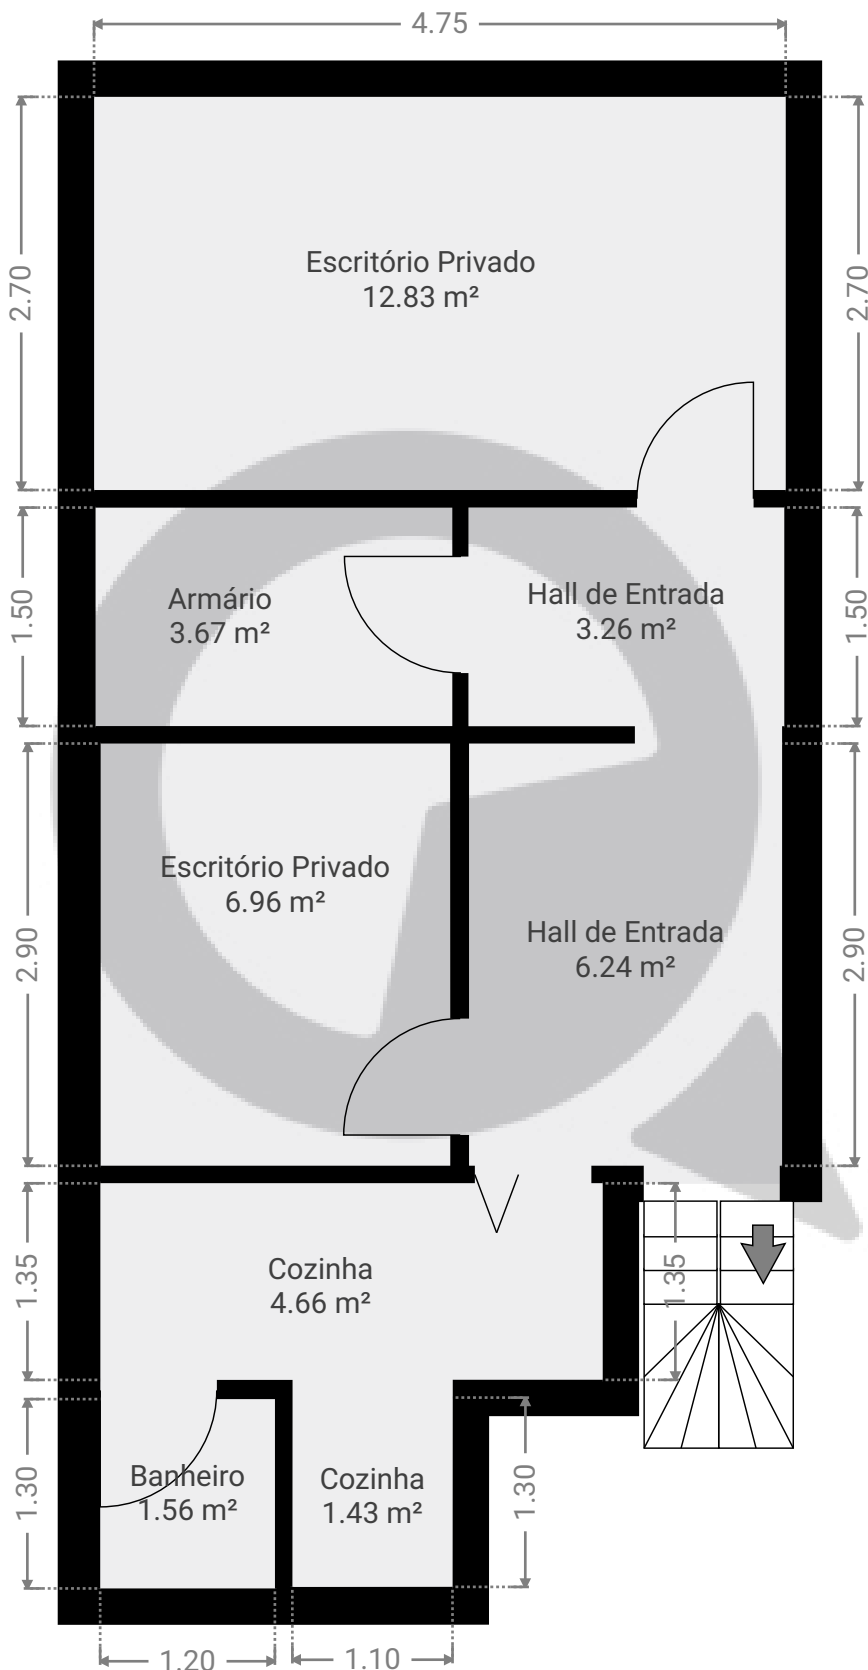 4.75
2.70
2.70
Escritório Privado
12.83 m²
1.50
1.50
Armário
3.67 m²
Hall de Entrada
3.26 m²
2.90
2.90
Escritório Privado
6.96 m²
Hall de Entrada
6.24 m²
1.35
1.35
Cozinha
4.66 m²
1.30
1.30
Banheiro
1.56 m²
Cozinha
1.43 m²
1.20
1.10